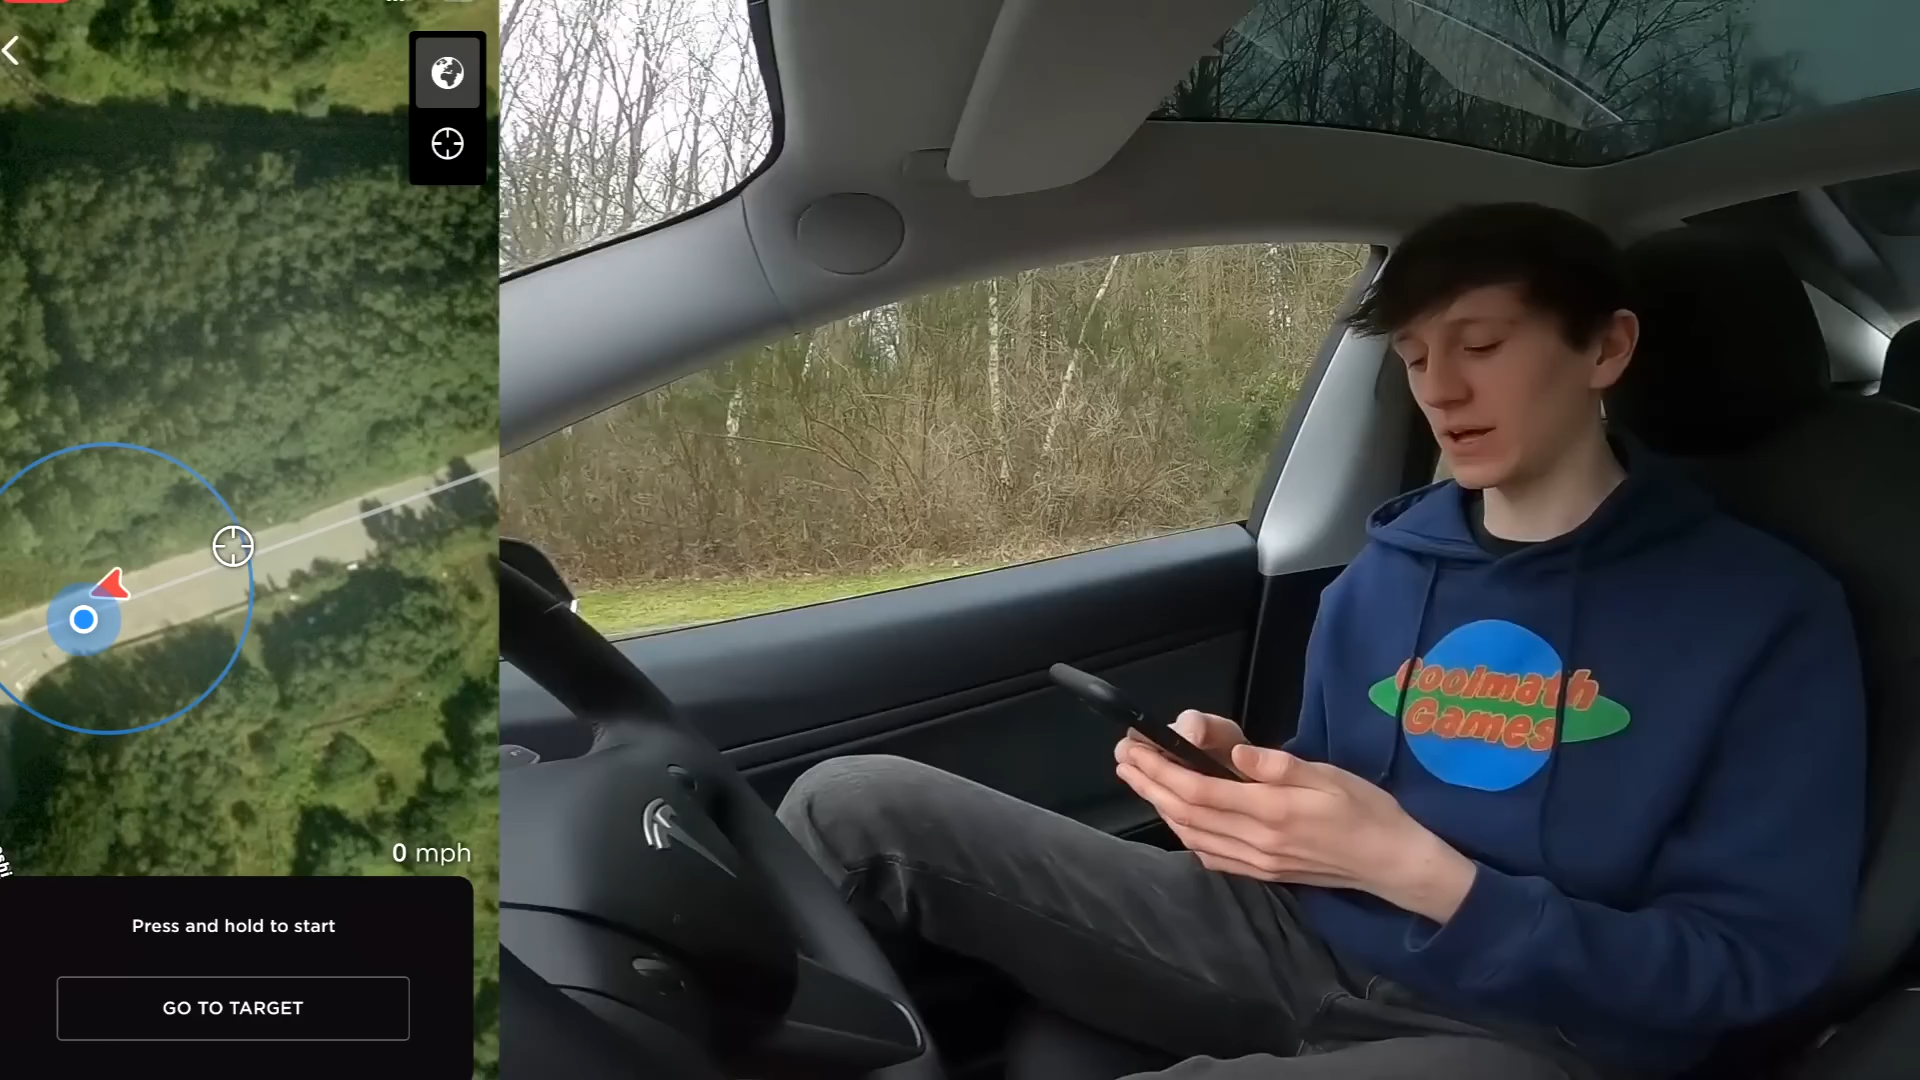 0 mph
Press and hold to start
GO TO TARGET
Coolmath
Games